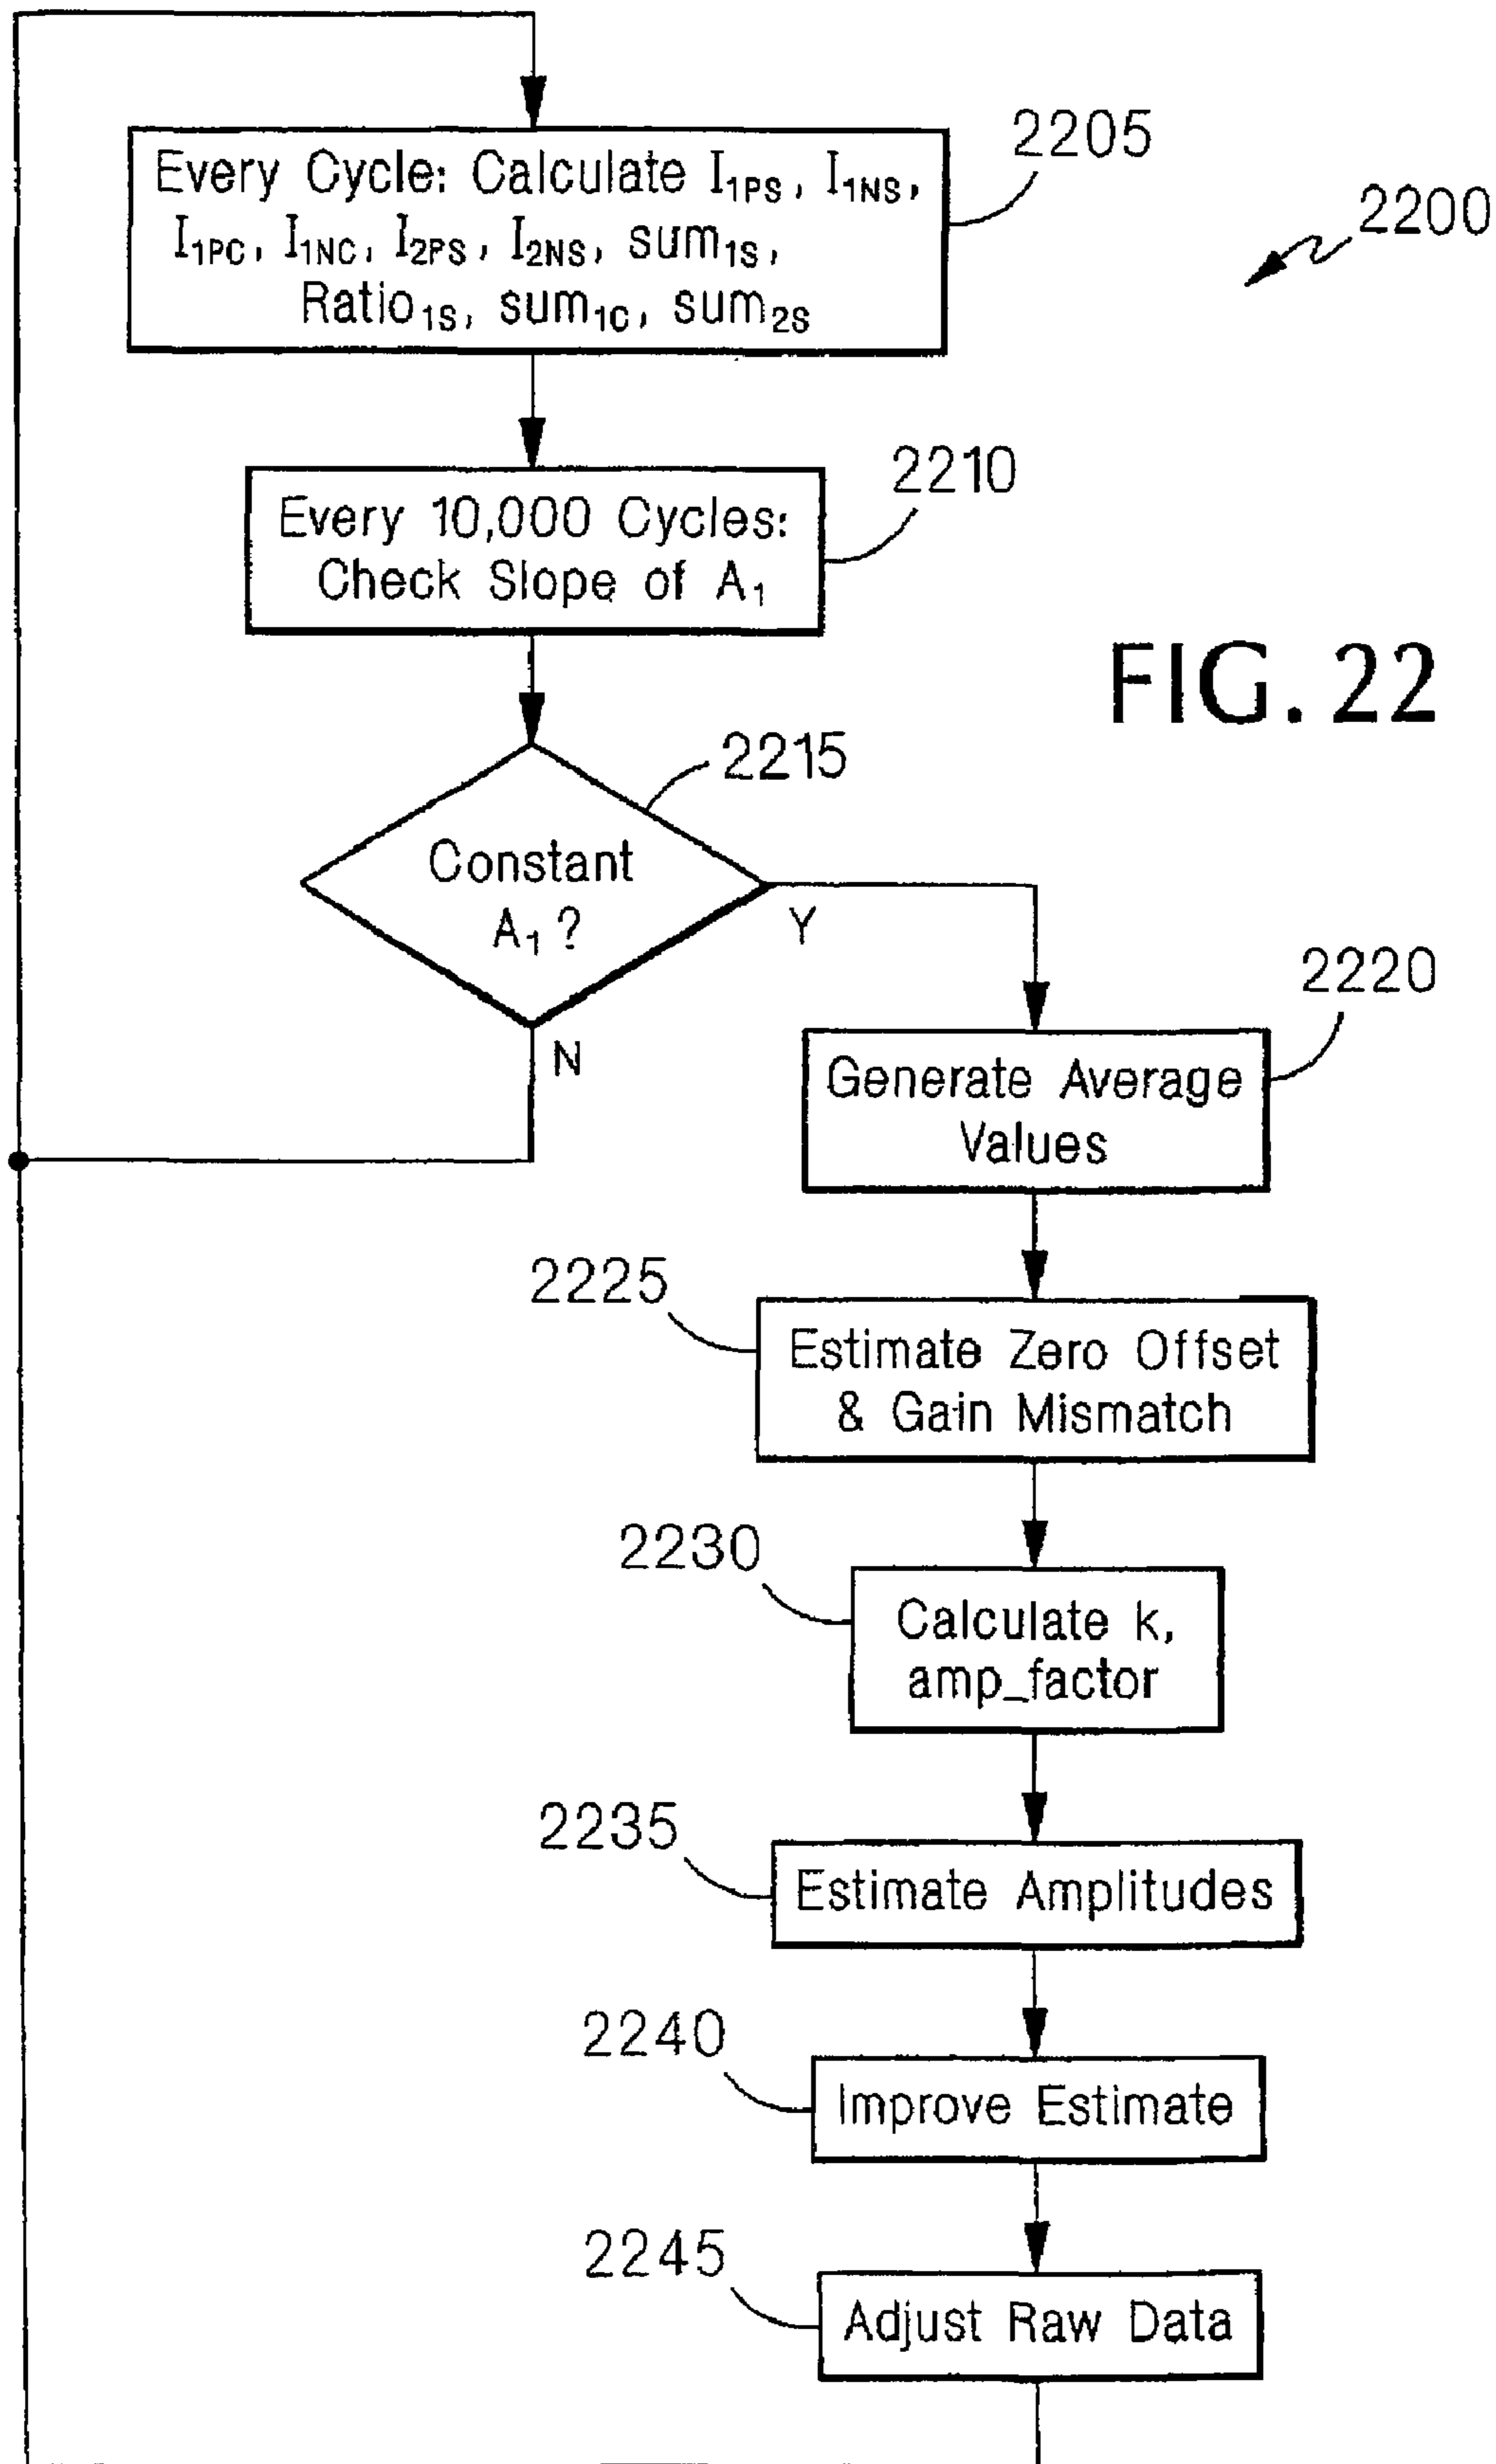 2205
Every Cycle: Calculate I₁PS, I₁NS,
I₁PC, I₁NC, I₂PS, I₂NS, sum₁S,
Ratio₁S, sum₁C, sum₂S
2200
2210
Every 10,000 Cycles:
Check Slope of A₁
FIG. 22
2215
Constant
A₁?
Y
N
2220
Generate Average
Values
2225
Estimate Zero Offset
& Gain Mismatch
2230
Calculate k,
amp_factor
2235
Estimate Amplitudes
2240
Improve Estimate
2245
Adjust Raw Data